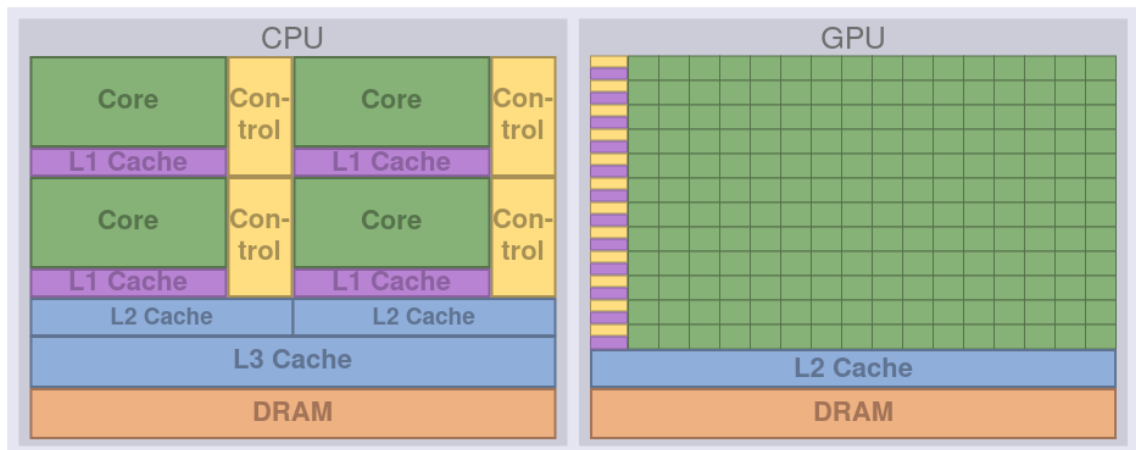 CPU
Core
Con-
trol
Core
Con-
trol
L1 Cache
L1 Cache
Core
Con-
trol
Core
Con-
trol
L1 Cache
L1 Cache
L2 Cache
L2 Cache
L3 Cache
DRAM
GPU
L2 Cache
DRAM